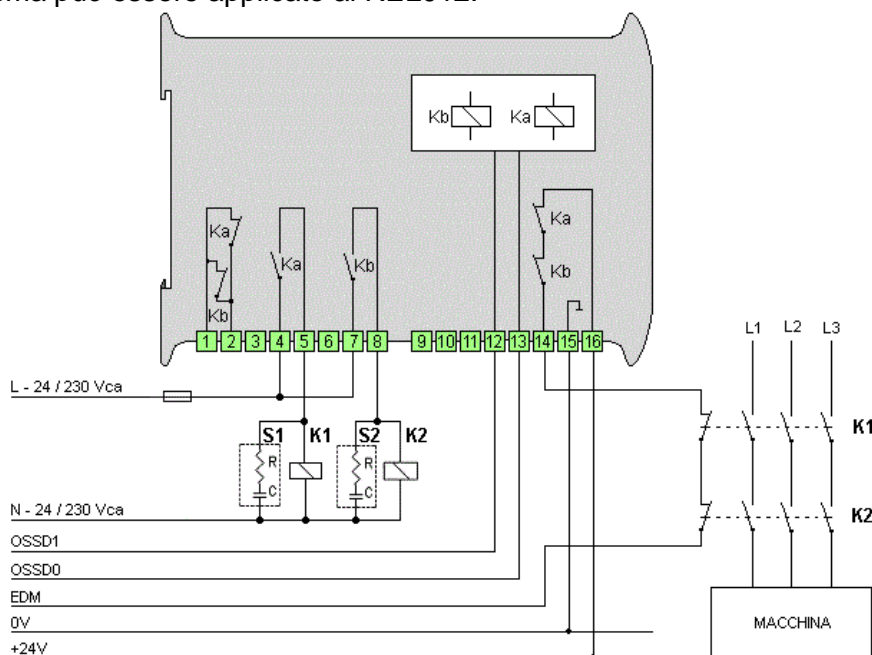 Kb Ka
Ka
Ka Ka Kb
Kb Kb
1 2 3 4 5 6 7 8 9 10 11 12 13 14 15 16
L1 L2 L3
L - 24 / 230 Vca
S1 K1 S2 K2
K1
R R
C C
N - 24 / 230 Vca
K2
OSSD1
OSSD0
EDM
0V
MACCHINA
+24V